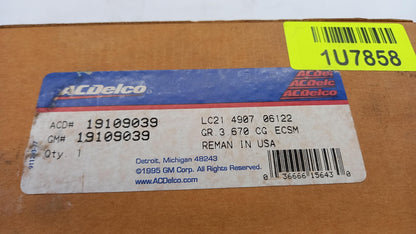 1U7858
ACDelco
ACDelco
ACDelco
ACDelco
ACD# 19109039
GM# 19109039
Qty. 1
LC21 4907 06122
GR 3 670 CG ECSM
REMAN IN USA
Detroit, Michigan 48243
©1995 GM Corp. All Rights Reserved.
www.ACDelco.com
0 36666 15643 0